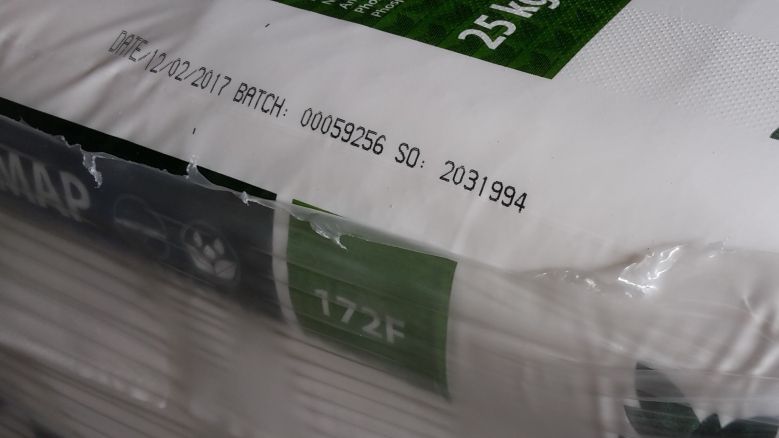 25 kg
DATE/12/02/2017 BATCH: 00059256 SO: 2031994
MAP
172F